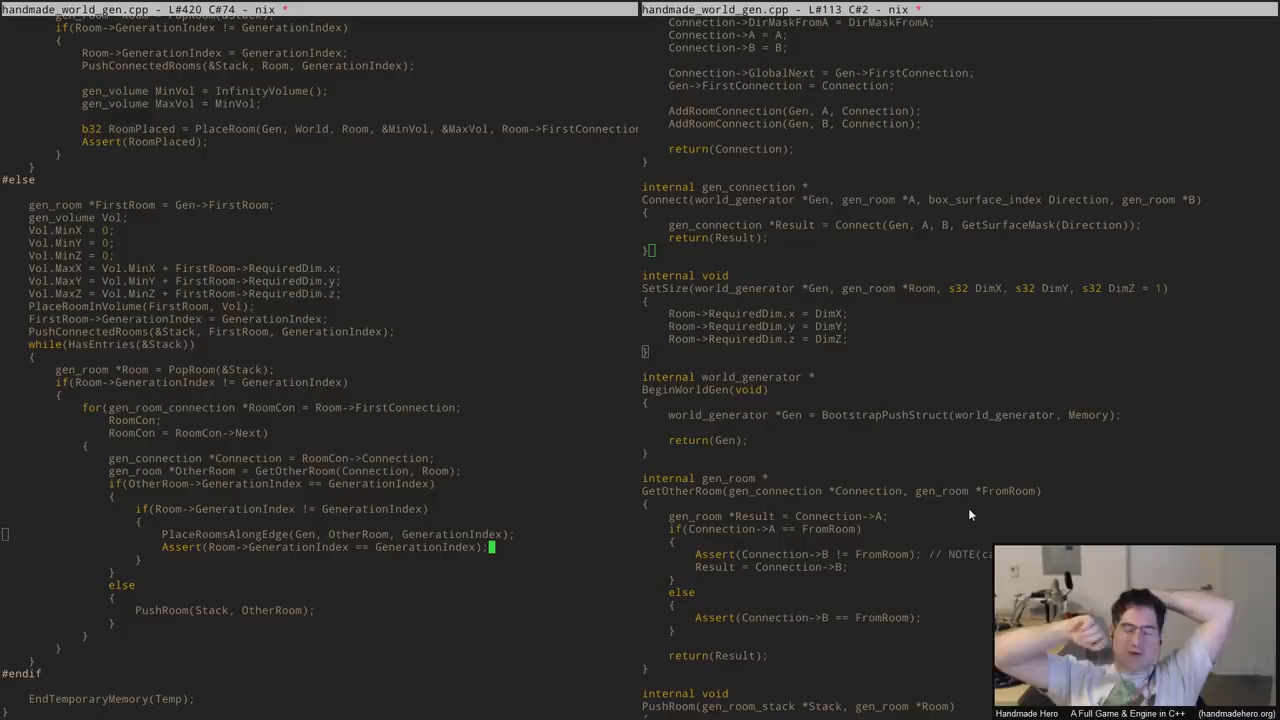 handmade_world_gen.cpp - L#420 C#74 - nix *
gen_room *Room = PopRoom(&Stack);
if(Room->GenerationIndex != GenerationIndex)
{
Room->GenerationIndex = GenerationIndex;
PushConnectedRooms(&Stack, Room, GenerationIndex);
gen_volume MinVol = InfinityVolume();
gen_volume MaxVol = MinVol;
b32 RoomPlaced = PlaceRoom(Gen, World, Room, &MinVol, &MaxVol, Room->FirstConnection
Assert(RoomPlaced);
}
}
#else
gen_room *FirstRoom = Gen->FirstRoom;
gen_volume Vol;
Vol.MinX = 0;
Vol.MinY = 0;
Vol.MinZ = 0;
Vol.MaxX = Vol.MinX + FirstRoom->RequiredDim.x;
Vol.MaxY = Vol.MinY + FirstRoom->RequiredDim.y;
Vol.MaxZ = Vol.MinZ + FirstRoom->RequiredDim.z;
PlaceRoomInVolume(FirstRoom, Vol);
FirstRoom->GenerationIndex = GenerationIndex;
PushConnectedRooms(&Stack, FirstRoom, GenerationIndex);
while(HasEntries(&Stack))
{
gen_room *Room = PopRoom(&Stack);
if(Room->GenerationIndex != GenerationIndex)
{
for(gen_room_connection *RoomCon = Room->FirstConnection;
RoomCon;
RoomCon = RoomCon->Next)
{
gen_connection *Connection = RoomCon->Connection;
gen_room *OtherRoom = GetOtherRoom(Connection, Room);
if(OtherRoom->GenerationIndex == GenerationIndex)
{
if(Room->GenerationIndex != GenerationIndex)
{
PlaceRoomsAlongEdge(Gen, OtherRoom, GenerationIndex);
Assert(Room->GenerationIndex == GenerationIndex);
}
}
else
{
PushRoom(Stack, OtherRoom);
}
}
}
}
#endif
EndTemporaryMemory(Temp);
}
handmade_world_gen.cpp - L#113 C#2 - nix *
Connection->DirMaskFromA = DirMaskFromA;
Connection->A = A;
Connection->B = B;
Connection->GlobalNext = Gen->FirstConnection;
Gen->FirstConnection = Connection;
AddRoomConnection(Gen, A, Connection);
AddRoomConnection(Gen, B, Connection);
return(Connection);
}
internal gen_connection *
Connect(world_generator *Gen, gen_room *A, box_surface_index Direction, gen_room *B)
{
gen_connection *Result = Connect(Gen, A, B, GetSurfaceMask(Direction));
return(Result);
}
internal void
SetSize(world_generator *Gen, gen_room *Room, s32 DimX, s32 DimY, s32 DimZ = 1)
{
Room->RequiredDim.x = DimX;
Room->RequiredDim.y = DimY;
Room->RequiredDim.z = DimZ;
}
internal world_generator *
BeginWorldGen(void)
{
world_generator *Gen = BootstrapPushStruct(world_generator, Memory);
return(Gen);
}
internal gen_room *
GetOtherRoom(gen_connection *Connection, gen_room *FromRoom)
{
gen_room *Result = Connection->A;
if(Connection->A == FromRoom)
{
Assert(Connection->B != FromRoom); // NOTE(ca
Result = Connection->B;
}
else
{
Assert(Connection->B == FromRoom);
}
return(Result);
}
internal void
PushRoom(gen_room_stack *Stack, gen_room *Room)
{
Handmade Hero A Full Game & Engine in C++ (handmadehero.org)